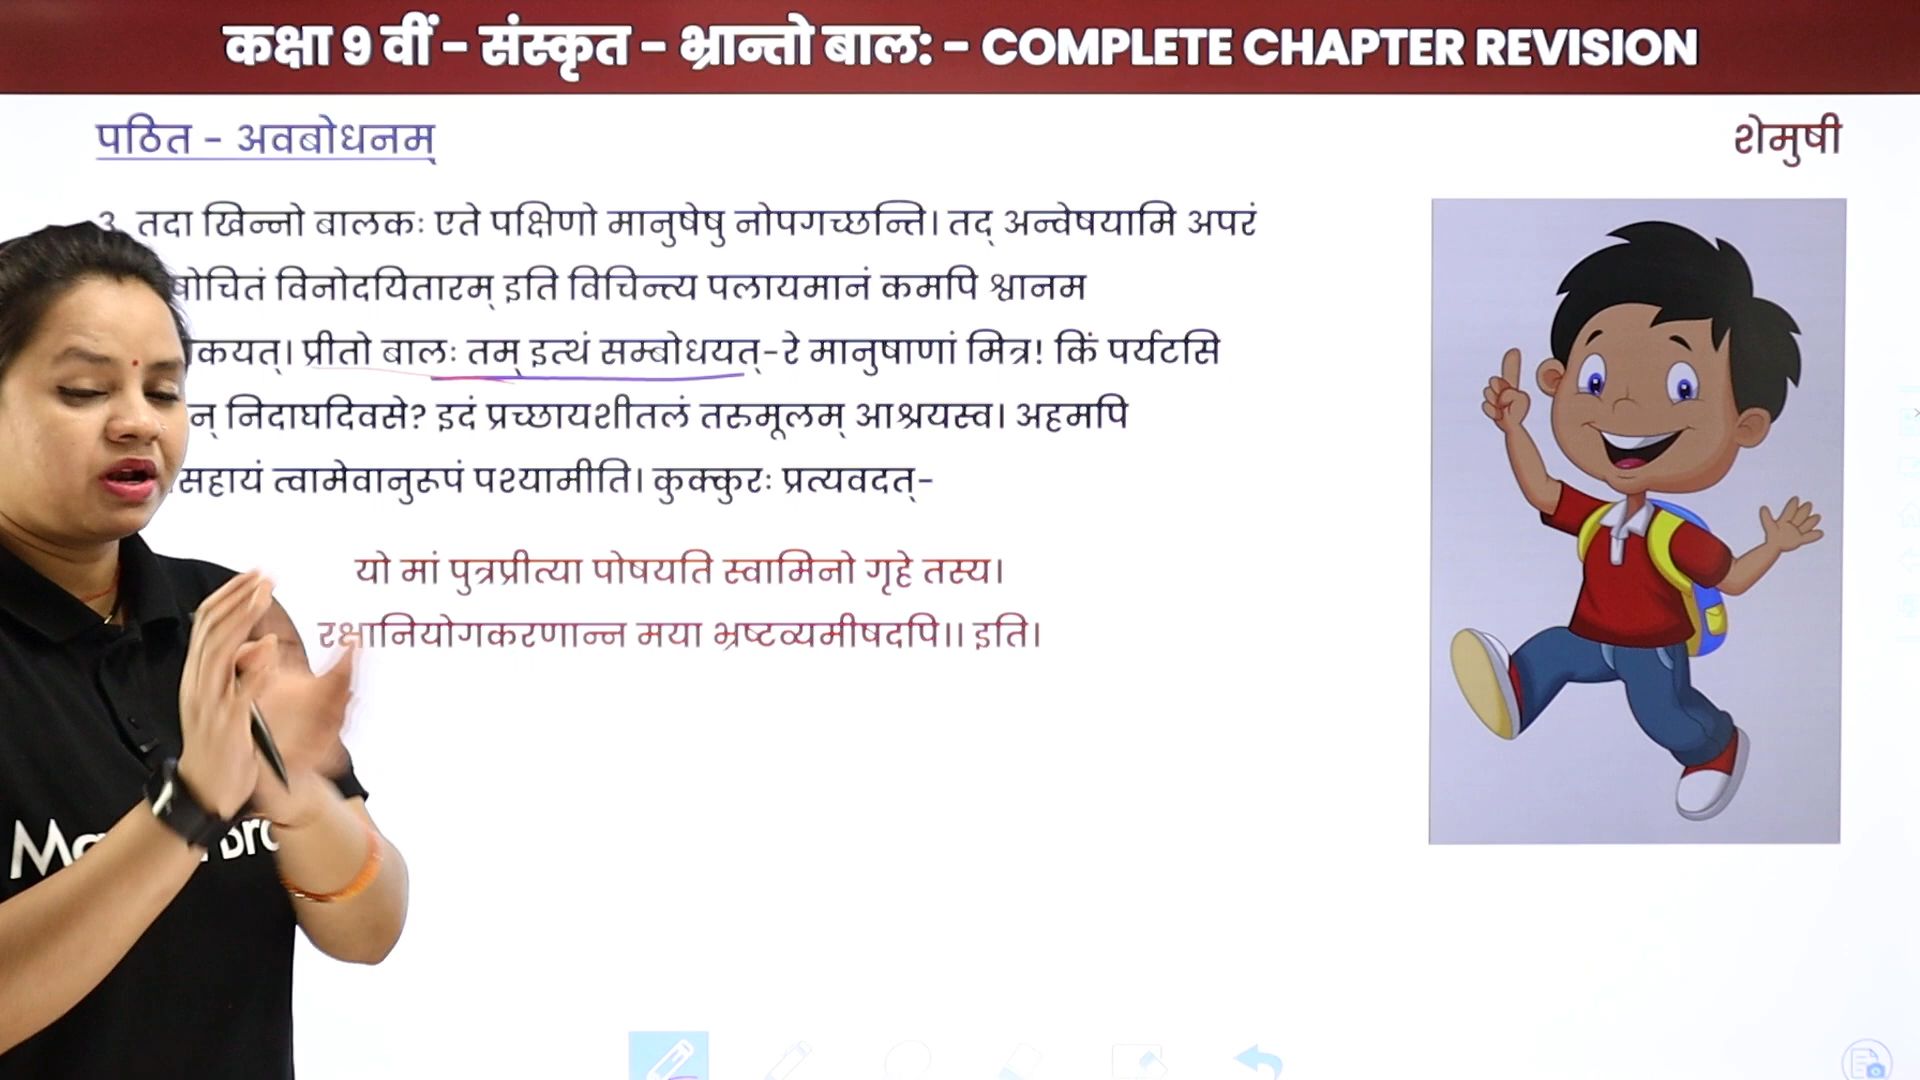 कक्षा 9 वीं - संस्कृत - भ्रान्तो बाल: - COMPLETE CHAPTER REVISION
पठित - अवबोधनम्
शेमुषी
3. तदा खिन्नो बालकः एते पक्षिणो मानुषेषु नोपगच्छन्ति। तद् अन्वेषयामि अपरं
षोचितं विनोदयितारम् इति विचिन्त्य पलायमानं कमपि श्वानम
कयत्। प्रीतो बालः तम् इत्थं सम्बोधयत्-रे मानुषाणां मित्र! किं पर्यटसि
न् निदाघदिवसे? इदं प्रच्छायशीतलं तरुमूलम् आश्रयस्व। अहमपि
सहायं त्वामेवानुरूपं पश्यामीति। कुक्कुरः प्रत्यवदत्-
यो मां पुत्रप्रीत्या पोषयति स्वामिनो गृहे तस्य।
रक्षानियोगकरणान्न मया भ्रष्टव्यमीषदपि।। इति।